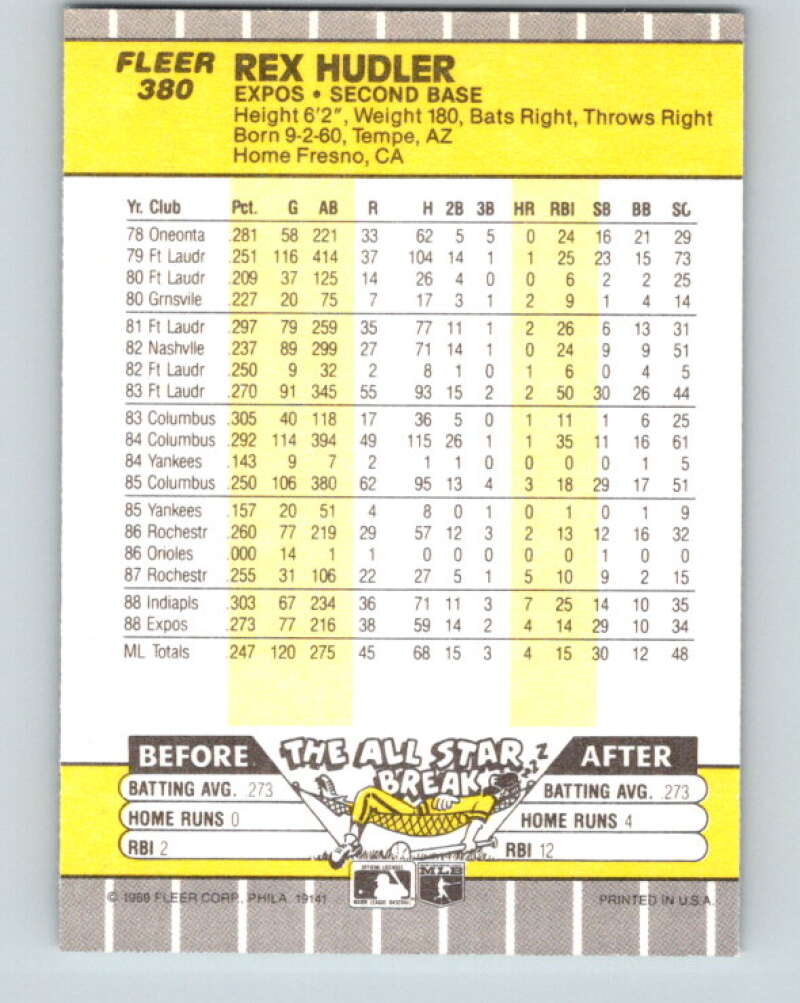 FLEER REX HUDLER
380 EXPOS • SECOND BASE
Height 6'2", Weight 180, Bats Right, Throws Right
Born 9-2-60, Tempe, AZ
Home Fresno, CA
Yr. Club Pct. G AB R H 2B 3B HR RBI SB BB SO
78 Oneonta .281 58 221 33 62 5 5 0 24 16 21 29
79 Ft Laudr .251 116 414 37 104 14 1 1 25 23 15 73
80 Ft Laudr .209 37 125 14 26 4 0 0 6 2 2 25
80 Grnsvile .227 20 75 7 17 3 1 2 9 1 4 14
81 Ft Laudr .297 79 259 35 77 11 1 2 26 6 13 31
82 Nashvlle .237 89 299 27 71 14 1 0 24 9 9 51
82 Ft Laudr .250 9 32 2 8 1 0 1 6 0 4 5
83 Ft Laudr .270 91 345 55 93 15 2 2 50 30 26 44
83 Columbus .305 40 118 17 36 5 0 1 11 1 6 25
84 Columbus .292 114 394 49 115 26 1 1 35 11 16 61
84 Yankees .143 9 7 2 1 1 0 0 0 0 1 5
85 Columbus .250 106 380 62 95 13 4 3 18 29 17 51
85 Yankees .157 20 51 4 8 0 1 0 1 0 1 9
86 Rochestr .260 77 219 29 57 12 3 2 13 12 16 32
86 Orioles .000 14 1 1 0 0 0 0 0 1 0 0
87 Rochestr .255 31 106 22 27 5 1 5 10 9 2 15
88 Indiapls .303 67 234 36 71 11 3 7 25 14 10 35
88 Expos .273 77 216 38 59 14 2 4 14 29 10 34
ML Totals .247 120 275 45 68 15 3 4 15 30 12 48
BEFORE THE ALL STAR BREAK ZZZ AFTER
BATTING AVG. .273 BATTING AVG. .273
HOME RUNS 0 HOME RUNS 4
RBI 2 RBI 12
OFFICIAL LICENSEE
MAJOR LEAGUE BASEBALL
MLB
© 1989 FLEER CORP., PHILA. 19141 PRINTED IN U.S.A.